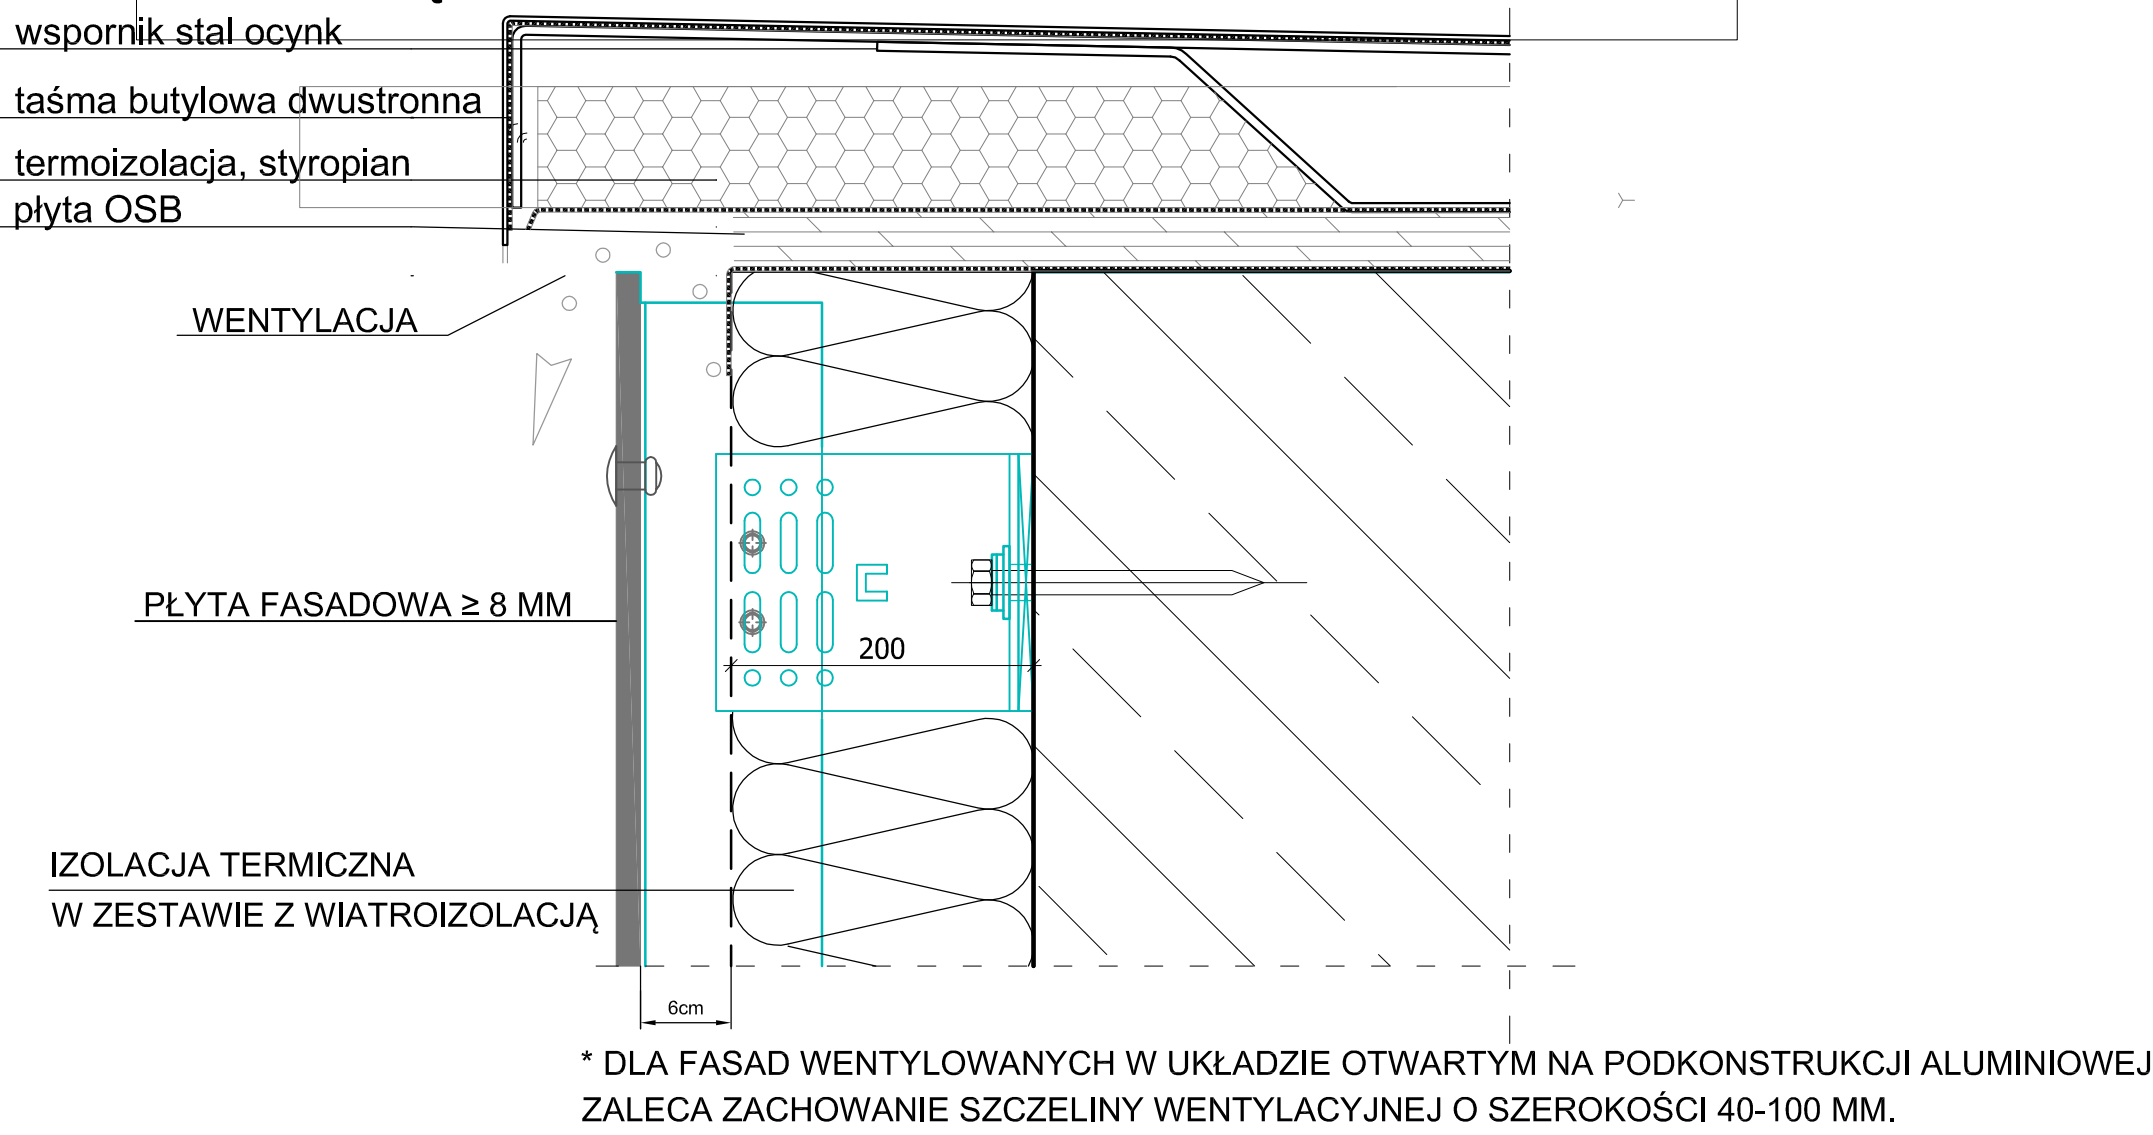 wspornik stal ocynk
taśma butylowa dwustronna
termoizolacja, styropian
płyta OSB
WENTYLACJA
PŁYTA FASADOWA ≥ 8 MM
200
IZOLACJA TERMICZNA
W ZESTAWIE Z WIATROIZOLACJĄ
6cm
* DLA FASAD WENTYLOWANYCH W UKŁADZIE OTWARTYM NA PODKONSTRUKCJI ALUMINIOWEJ
ZALECA ZACHOWANIE SZCZELINY WENTYLACYJNEJ O SZEROKOŚCI 40-100 MM.